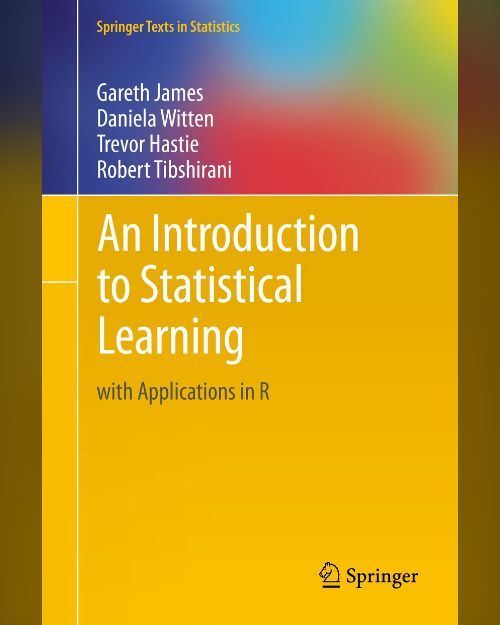 Springer Texts in Statistics
Gareth James
Daniela Witten
Trevor Hastie
Robert Tibshirani
An Introduction
to Statistical
Learning
with Applications in R
Springer